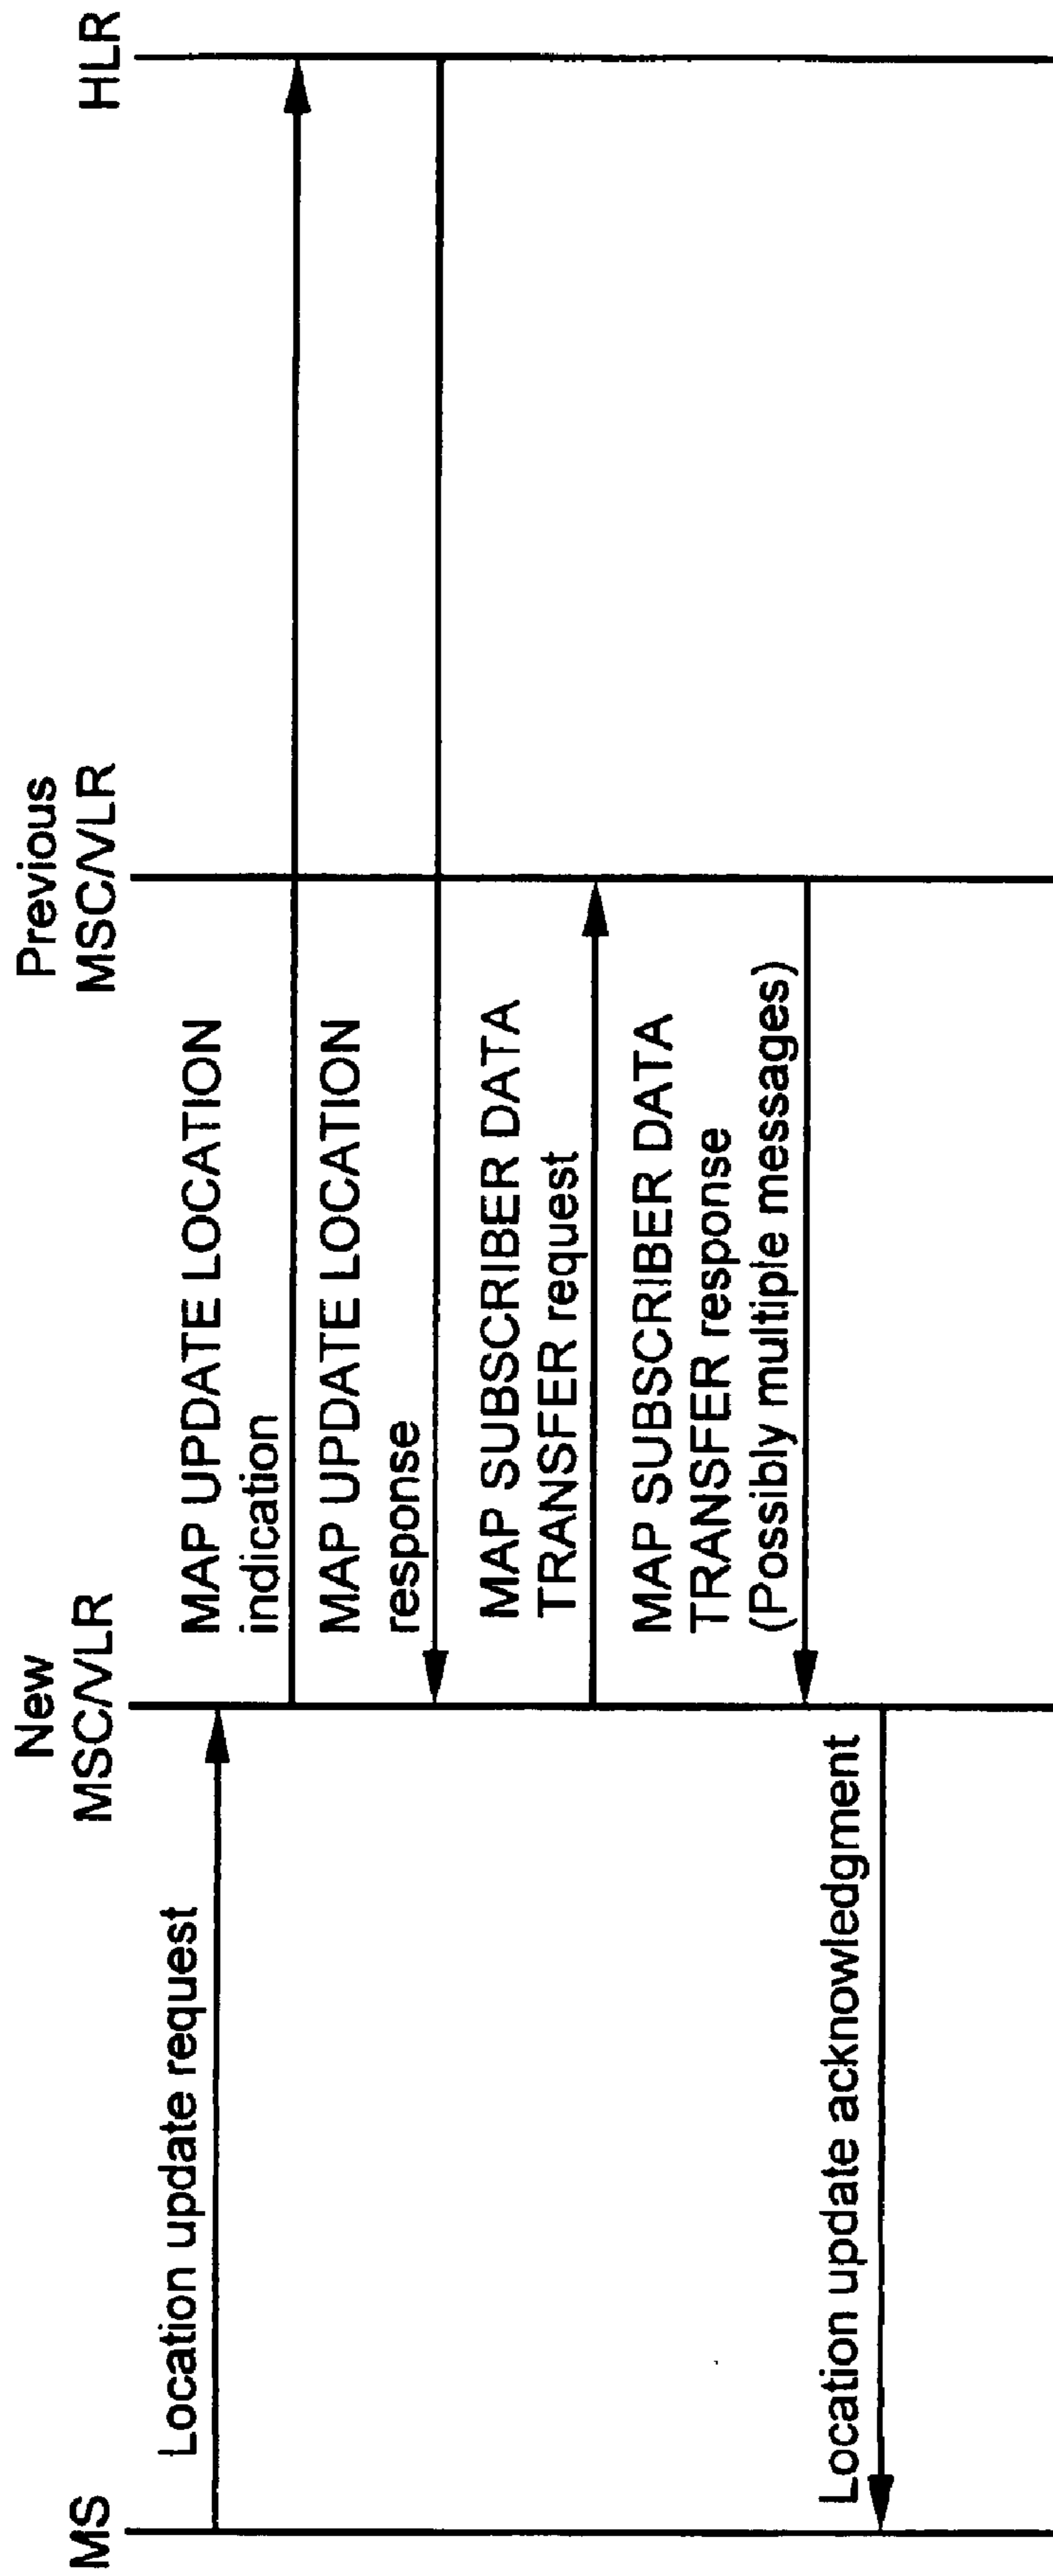 MS
New
MSC/VLR
Previous
MSC/VLR
HLR
Location update request
MAP UPDATE LOCATION
indication
MAP UPDATE LOCATION
response
MAP SUBSCRIBER DATA
TRANSFER request
MAP SUBSCRIBER DATA
TRANSFER response
(Possibly multiple messages)
Location update acknowledgment